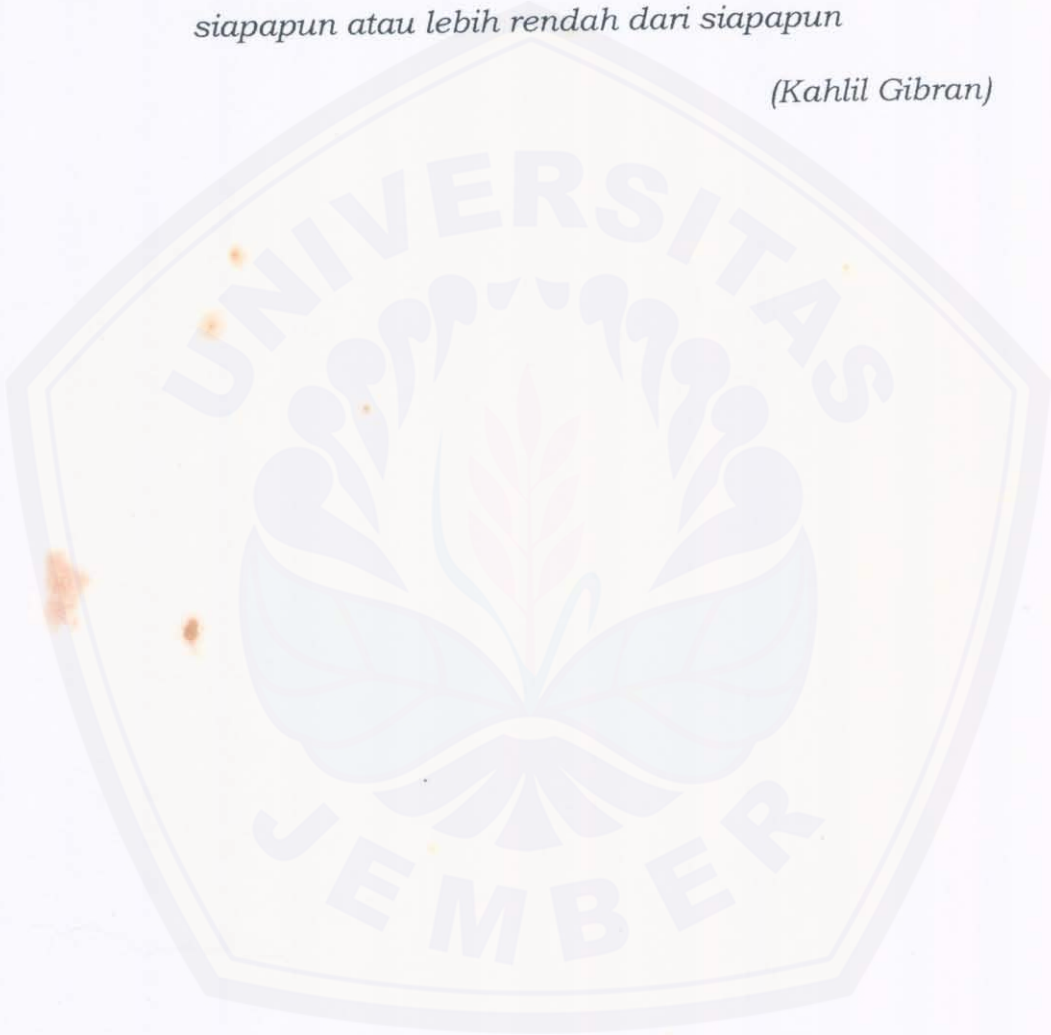 siapapun atau lebih rendah dari siapapun
(Kahlil Gibran)
UNIVERSITAS
JEMBER